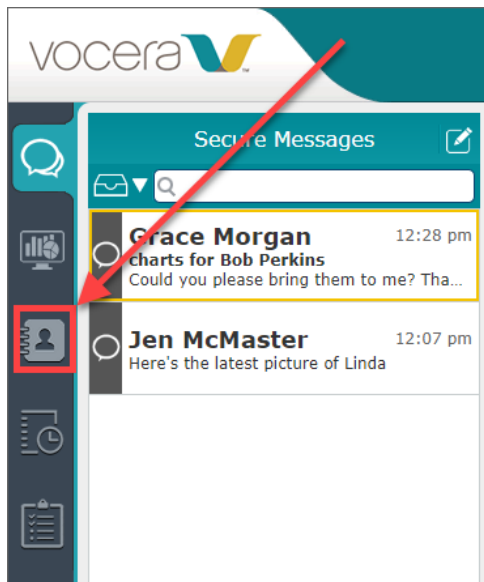 vocera
Secure Messages
Grace Morgan 12:28 pm
charts for Bob Perkins
Could you please bring them to me? Tha...
Jen McMaster 12:07 pm
Here's the latest picture of Linda